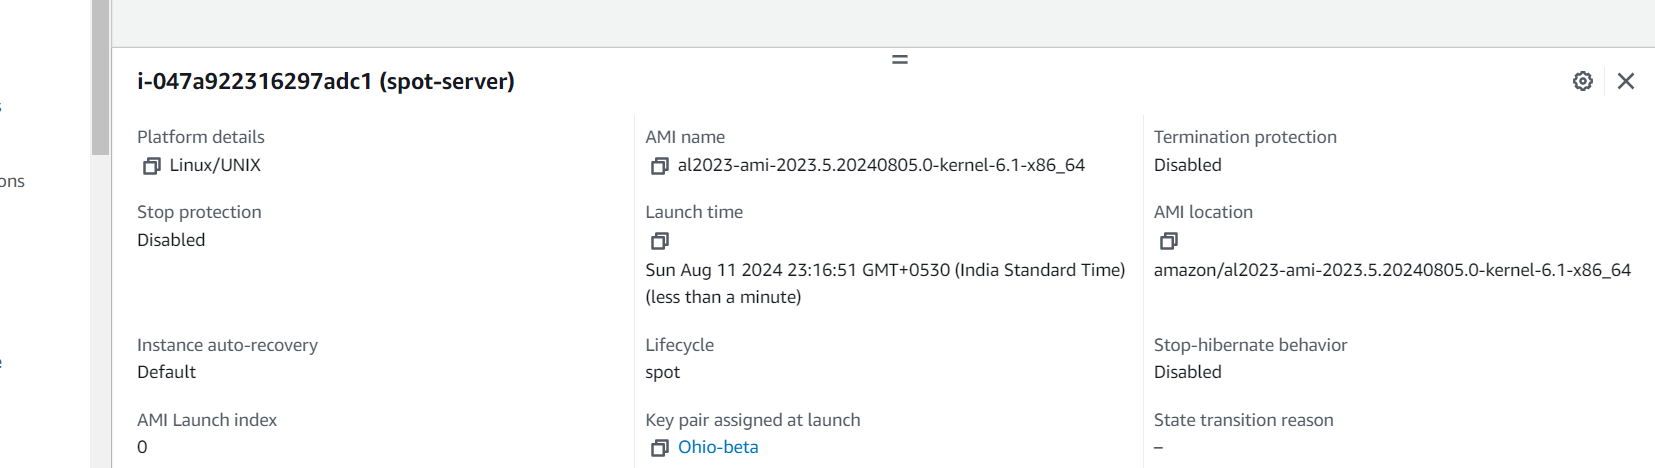 i-047a922316297adc1 (spot-server)
Platform details
Linux/UNIX
AMI name
al2023-ami-2023.5.20240805.0-kernel-6.1-x86_64
Termination protection
Disabled
Stop protection
Disabled
Launch time
Sun Aug 11 2024 23:16:51 GMT+0530 (India Standard Time)
(less than a minute)
AMI location
amazon/al2023-ami-2023.5.20240805.0-kernel-6.1-x86_64
Instance auto-recovery
Default
Lifecycle
spot
Stop-hibernate behavior
Disabled
AMI Launch index
0
Key pair assigned at launch
Ohio-beta
State transition reason
–
ons